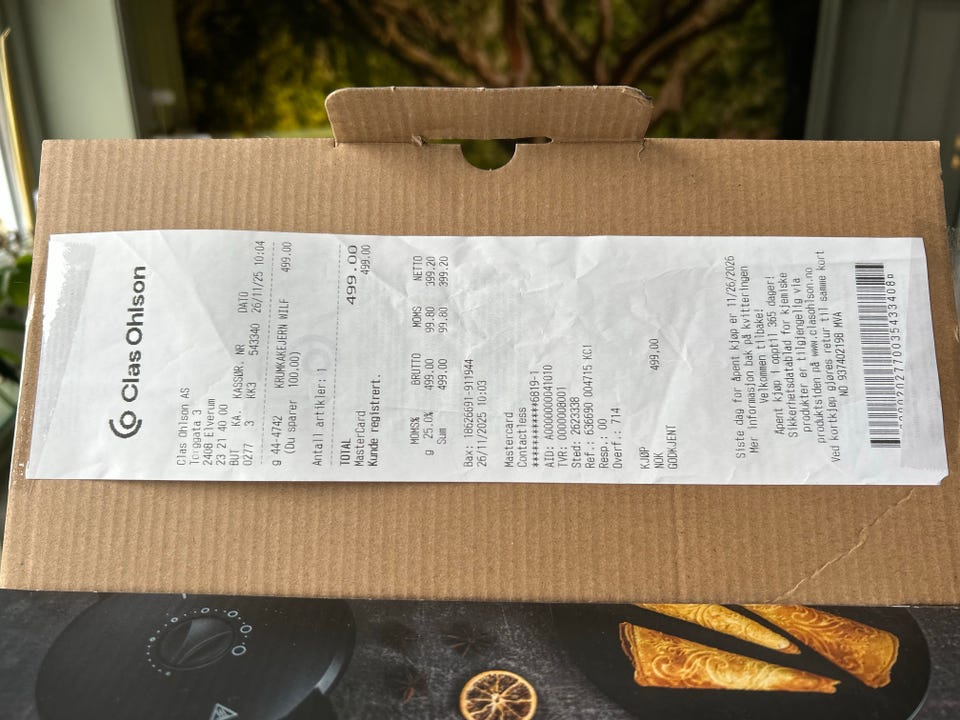 Clas Ohlson
Clas Ohlson AS
Torggata 3
2408 Elverum
23 21 40 00
BUT KA. KASSØR. NR DATO
0277 3 KK3 543340 26/11/25 10:04
g 44-4742 KRUMKAKEJERN WILF 499.00
(Du sparer 100.00)
Antall artikler: 1
TOTAL 499.00
MasterCard 499.00
Kunde registrert.
MOMS% BRUTTO MOMS NETTO
g 25.0% 499.00 99.80 399.20
Sum 499.00 99.80 399.20
Bax: 18626691-911944
26/11/2025 10:03
Mastercard
Contactless
************6819-1
AID: A0000000041010
TVR: 0000008001
Sted: 2623338
Ref.: 636690 004715 KC1
Resp.: 00
Overf.: 714
KJØP
NOK 499,00
GODKJENT
Siste dag for åpent kjøp er 11/26/2026
Mer informasjon bak på kvitteringen
Velkommen tilbake!
Åpent kjøp i opptil 365 dager!
Sikkerhetsdatablad for kjemiske
produkter er tilgjengelig via
produktsiden på www.clasohlson.no
Ved kortkjøp gjøres retur til samme kort
NO 937402198 MVA